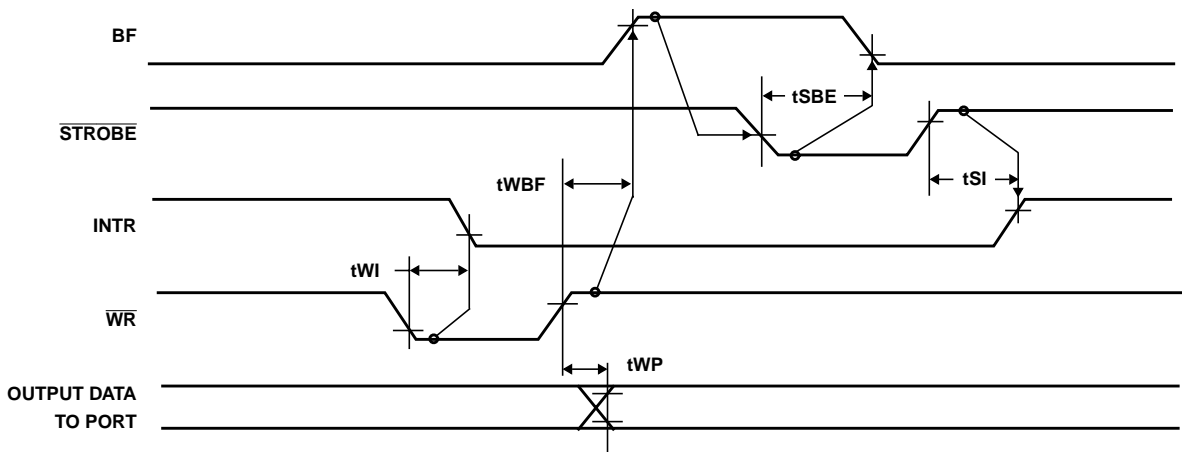 BF
tSBE
STROBE
tWBF
tSI
INTR
tWI
WR
tWP
OUTPUT DATA
TO PORT